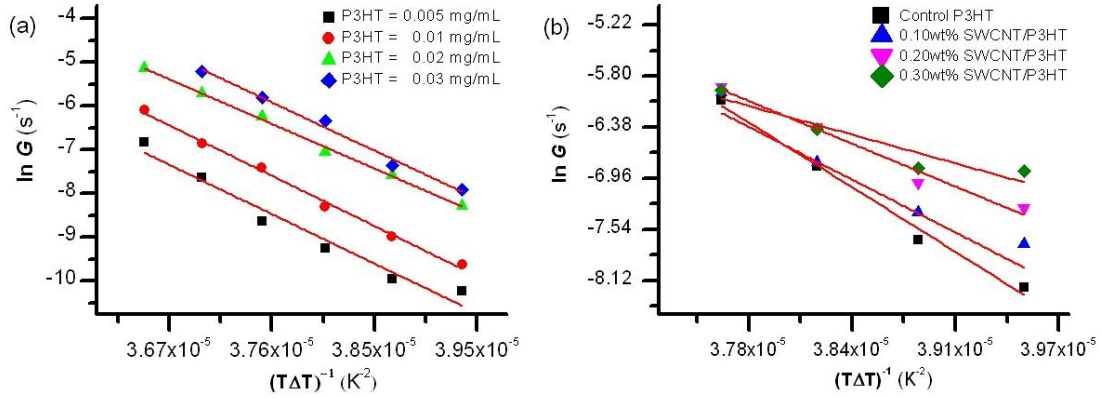 (a)
P3HT = 0.005 mg/mL
P3HT = 0.01 mg/mL
P3HT = 0.02 mg/mL
P3HT = 0.03 mg/mL
-4
-5
-6
-7
-8
-9
-10
ln G (s⁻¹)
3.67x10⁻⁵ 3.76x10⁻⁵ 3.85x10⁻⁵ 3.95x10⁻⁵
(TΔT)⁻¹ (K⁻²)
(b)
Control P3HT
0.10wt% SWCNT/P3HT
0.20wt% SWCNT/P3HT
0.30wt% SWCNT/P3HT
-5.22
-5.80
-6.38
-6.96
-7.54
-8.12
ln G (s⁻¹)
3.78x10⁻⁵ 3.84x10⁻⁵ 3.91x10⁻⁵ 3.97x10⁻⁵
(TΔT)⁻¹ (K⁻²)